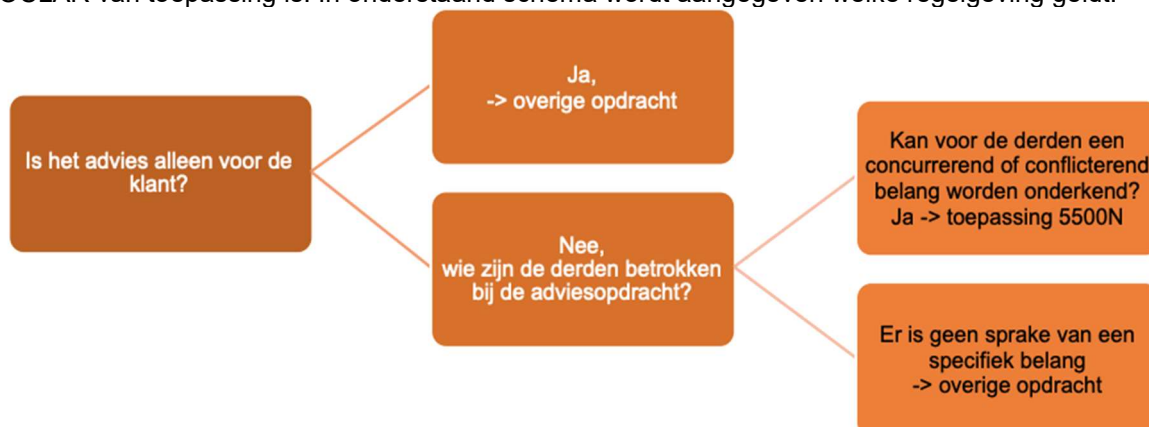 Ja,
-> overige opdracht
Is het advies alleen voor de
klant?
Nee,
wie zijn de derden betrokken
bij de adviesopdracht?
Kan voor de derden een
concurrerend of conflicterend
belang worden onderkend?
Ja -> toepassing 5500N
Er is geen sprake van een
specifiek belang
-> overige opdracht